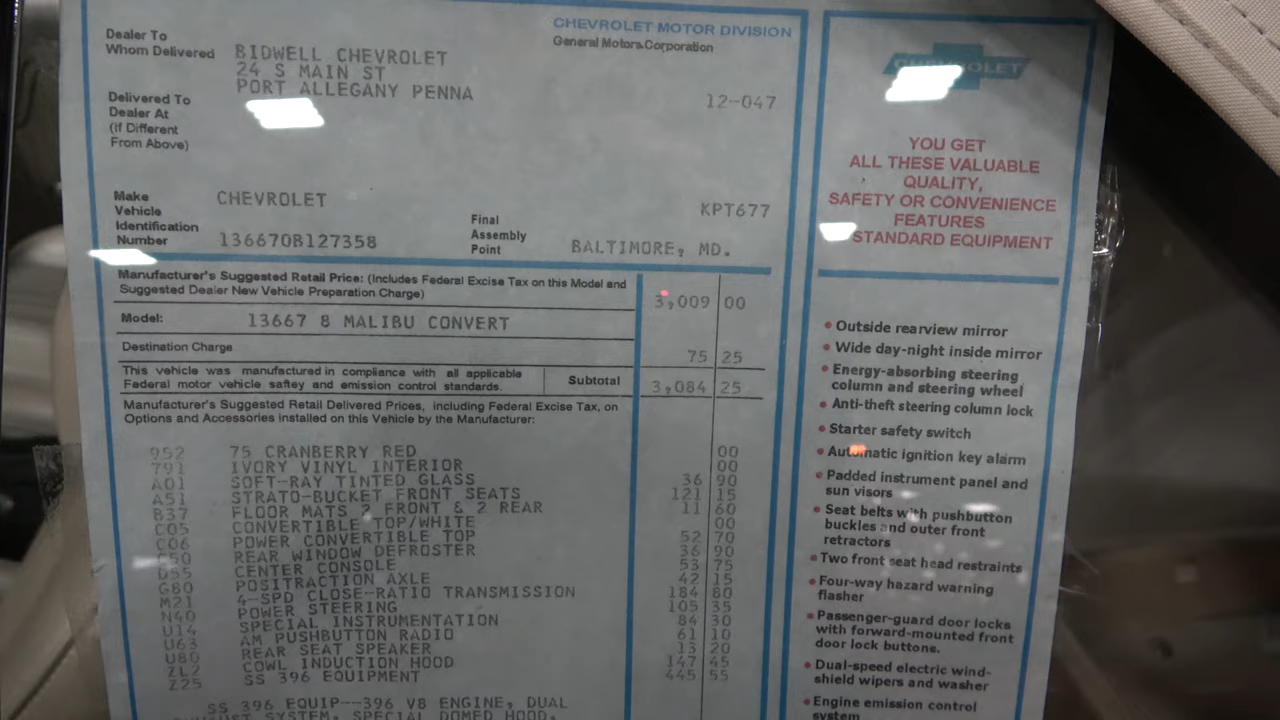 Dealer To
Whom Delivered
BIDWELL CHEVROLET
24 S MAIN ST
PORT ALLEGANY PENNA
CHEVROLET MOTOR DIVISION
General Motors Corporation
Delivered To
Dealer At
(If Different
From Above)
12-047
Make
CHEVROLET
KPT677
Vehicle
Identification
Number
136670B127358
Final
Assembly
Point
BALTIMORE, MD.
Manufacturer's Suggested Retail Price: (Includes Federal Excise Tax on this Model and
Suggested Dealer New Vehicle Preparation Charge)
3,009 00
Model: 13667 8 MALIBU CONVERT
Destination Charge 75 25
This vehicle was manufactured in compliance with all applicable
Federal motor vehicle saftey and emission control standards.
Subtotal 3,084 25
Manufacturer's Suggested Retail Delivered Prices, including Federal Excise Tax, on
Options and Accessories installed on this Vehicle by the Manufacturer:
952 75 CRANBERRY RED 00
791 IVORY VINYL INTERIOR 00
A01 SOFT-RAY TINTED GLASS 36 90
A51 STRATO-BUCKET FRONT SEATS 121 15
B37 FLOOR MATS 2 FRONT & 2 REAR 11 60
C05 CONVERTIBLE TOP/WHITE 00
C06 POWER CONVERTIBLE TOP 52 70
C50 REAR WINDOW DEFROSTER 36 90
D55 CENTER CONSOLE 53 75
G80 POSITRACTION AXLE 42 15
M21 4-SPD CLOSE-RATIO TRANSMISSION 184 80
N40 POWER STEERING 105 35
U14 SPECIAL INSTRUMENTATION 84 30
U63 AM PUSHBUTTON RADIO 61 10
U80 REAR SEAT SPEAKER 13 20
ZL2 COWL INDUCTION HOOD 147 45
Z25 SS 396 EQUIPMENT 445 55
SS 396 EQUIP--396 V8 ENGINE, DUAL
SYSTEM, SPECIAL DOMED HOOD,
CHEVROLET
YOU GET
ALL THESE VALUABLE
QUALITY,
SAFETY OR CONVENIENCE
FEATURES
STANDARD EQUIPMENT
• Outside rearview mirror
• Wide day-night inside mirror
• Energy-absorbing steering
column and steering wheel
• Anti-theft steering column lock
• Starter safety switch
• Automatic ignition key alarm
• Padded instrument panel and
sun visors
• Seat belts with pushbutton
buckles and outer front
retractors
• Two front seat head restraints
• Four-way hazard warning
flasher
• Passenger-guard door locks
with forward-mounted front
door lock buttons.
• Dual-speed electric wind-
shield wipers and washer
• Engine emission control
system